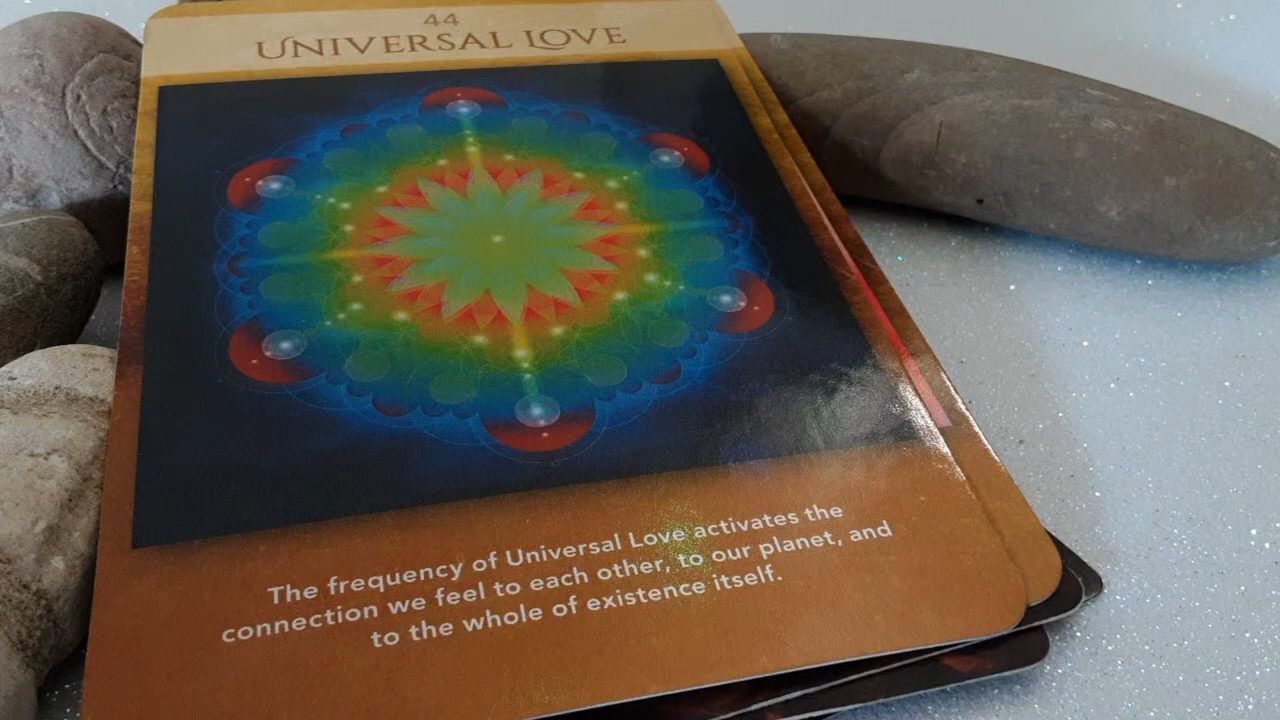 44
UNIVERSAL LOVE
The frequency of Universal Love activates the
connection we feel to each other, to our planet, and
to the whole of existence itself.